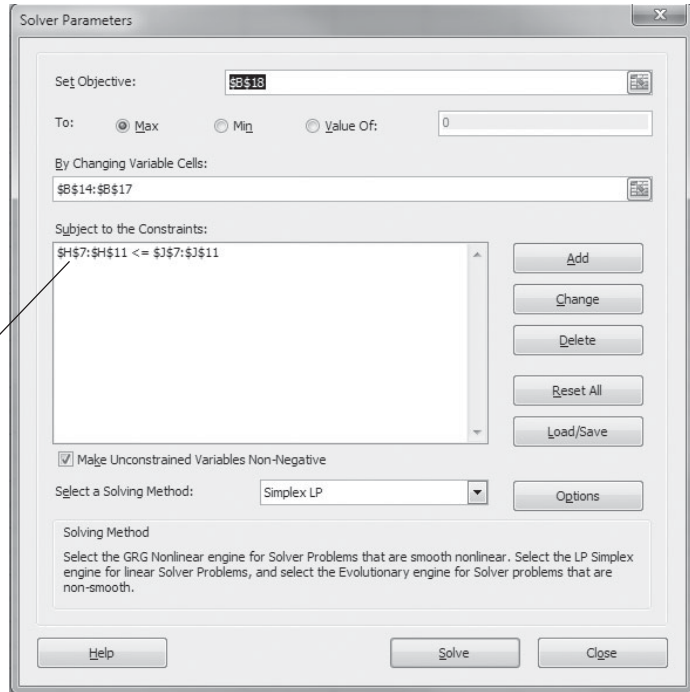 Solver Parameters
X
Set Objective: $B$18
To: Max Min Value Of: 0
By Changing Variable Cells:
$B$14:$B$17
Subject to the Constraints:
$H$7:$H$11 <= $J$7:$J$11
Add
Change
Delete
Reset All
Load/Save
Make Unconstrained Variables Non-Negative
Select a Solving Method: Simplex LP Options
Solving Method
Select the GRG Nonlinear engine for Solver Problems that are smooth nonlinear. Select the LP Simplex
engine for linear Solver Problems, and select the Evolutionary engine for Solver problems that are
non-smooth.
Help Solve Close